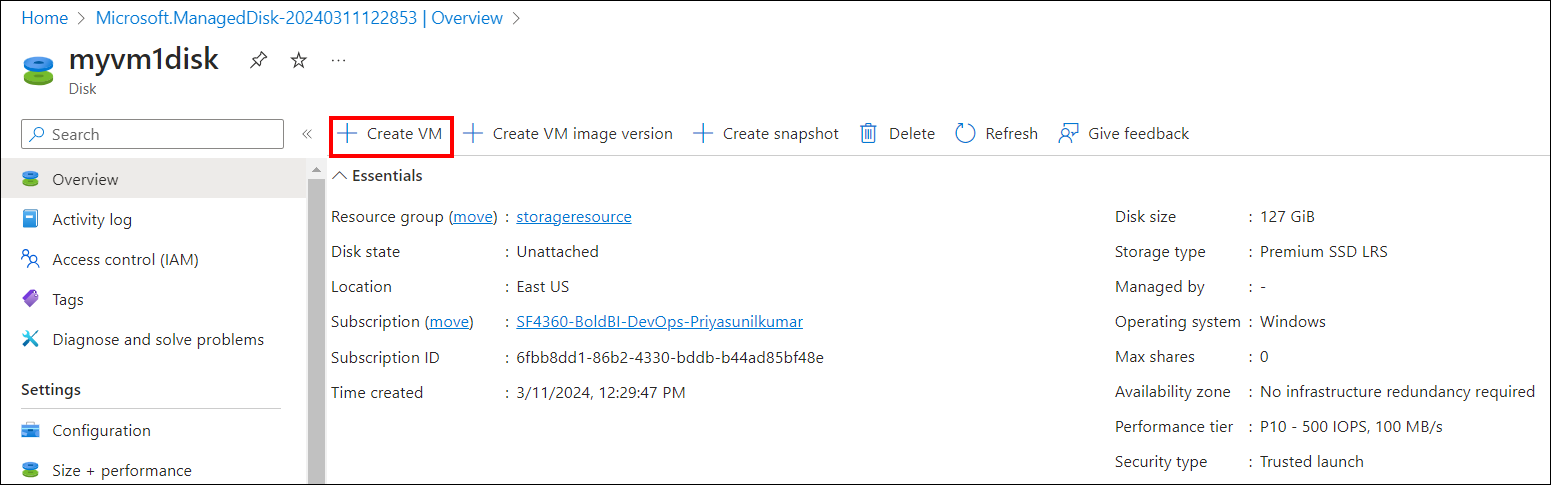 Home > Microsoft.ManagedDisk-20240311122853 | Overview >
myvm1disk ...
Disk
Search «
+ Create VM + Create VM image version + Create snapshot Delete Refresh Give feedback
Overview
Activity log
Access control (IAM)
Tags
Diagnose and solve problems
Settings
Configuration
Size + performance
Essentials
Resource group (move) : storageresource
Disk state : Unattached
Location : East US
Subscription (move) : SF4360-BoldBI-DevOps-Priyasunilkumar
Subscription ID : 6fbb8dd1-86b2-4330-bddb-b44ad85bf48e
Time created : 3/11/2024, 12:29:47 PM
Disk size : 127 GiB
Storage type : Premium SSD LRS
Managed by : -
Operating system : Windows
Max shares : 0
Availability zone : No infrastructure redundancy required
Performance tier : P10 - 500 IOPS, 100 MB/s
Security type : Trusted launch